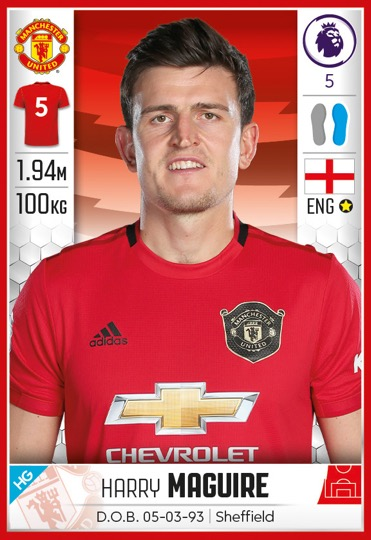 MANCHESTER
UNITED
5
5
1.94M
100KG
ENG
adidas
MANCHESTER
UNITED
CHEVROLET
HG
HARRY MAGUIRE
D.O.B. 05-03-93 | Sheffield